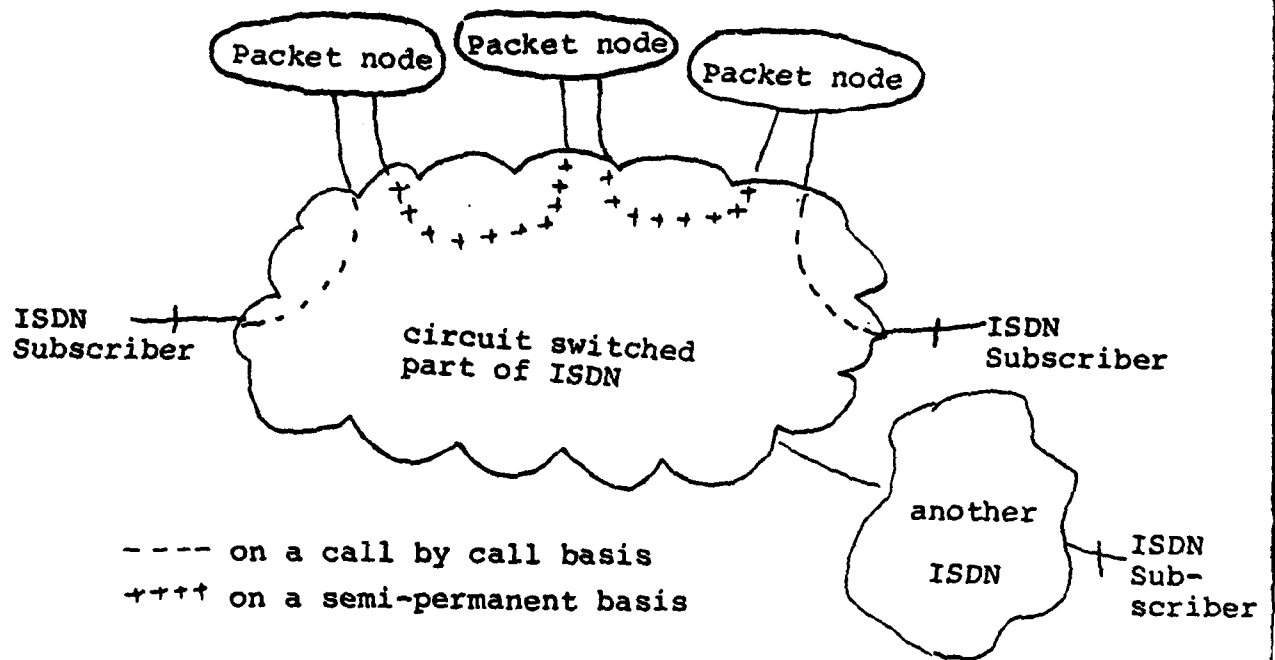 Packet node
Packet node
Packet node
ISDN
Subscriber
circuit switched
part of ISDN
ISDN
Subscriber
another
ISDN
ISDN
Sub-
scriber
---- on a call by call basis
++++ on a semi-permanent basis